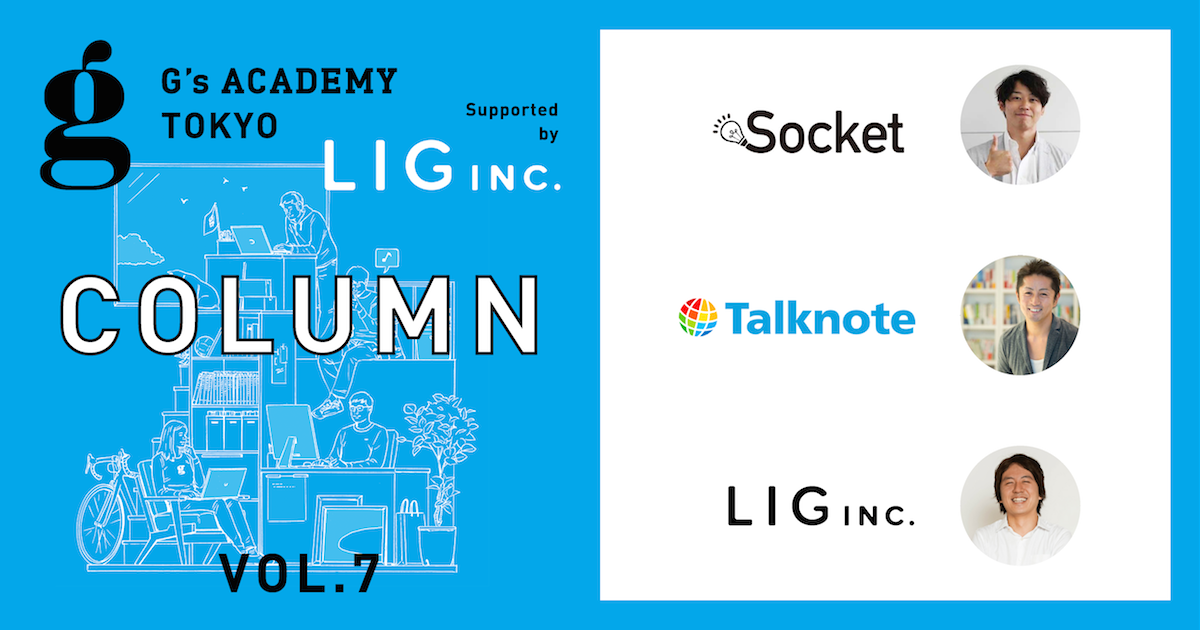 g
G's ACADEMY
TOKYO
Supported
by
LIG INC.
COLUMN
VOL.7
Socket
Talknote
LIG INC.